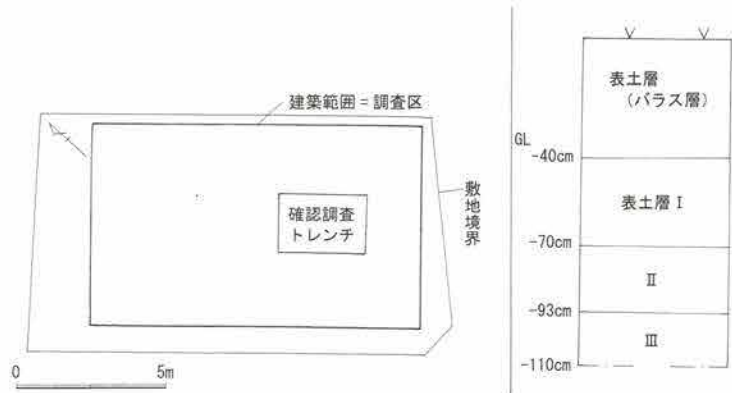 建築範囲=調査区
確認調査
トレンチ
敷地境界
0 5m
表土層
(バラス層)
GL
-40cm
表土層Ⅰ
-70cm
Ⅱ
-93cm
Ⅲ
-110cm